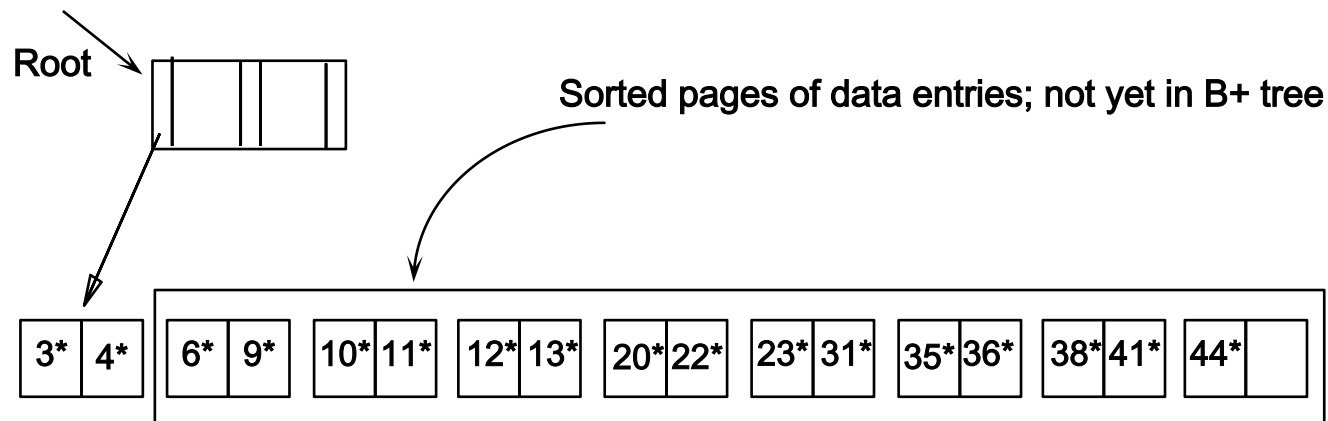 Root
Sorted pages of data entries; not yet in B+ tree
3* 4* 6* 9* 10* 11* 12* 13* 20* 22* 23* 31* 35* 36* 38* 41* 44*